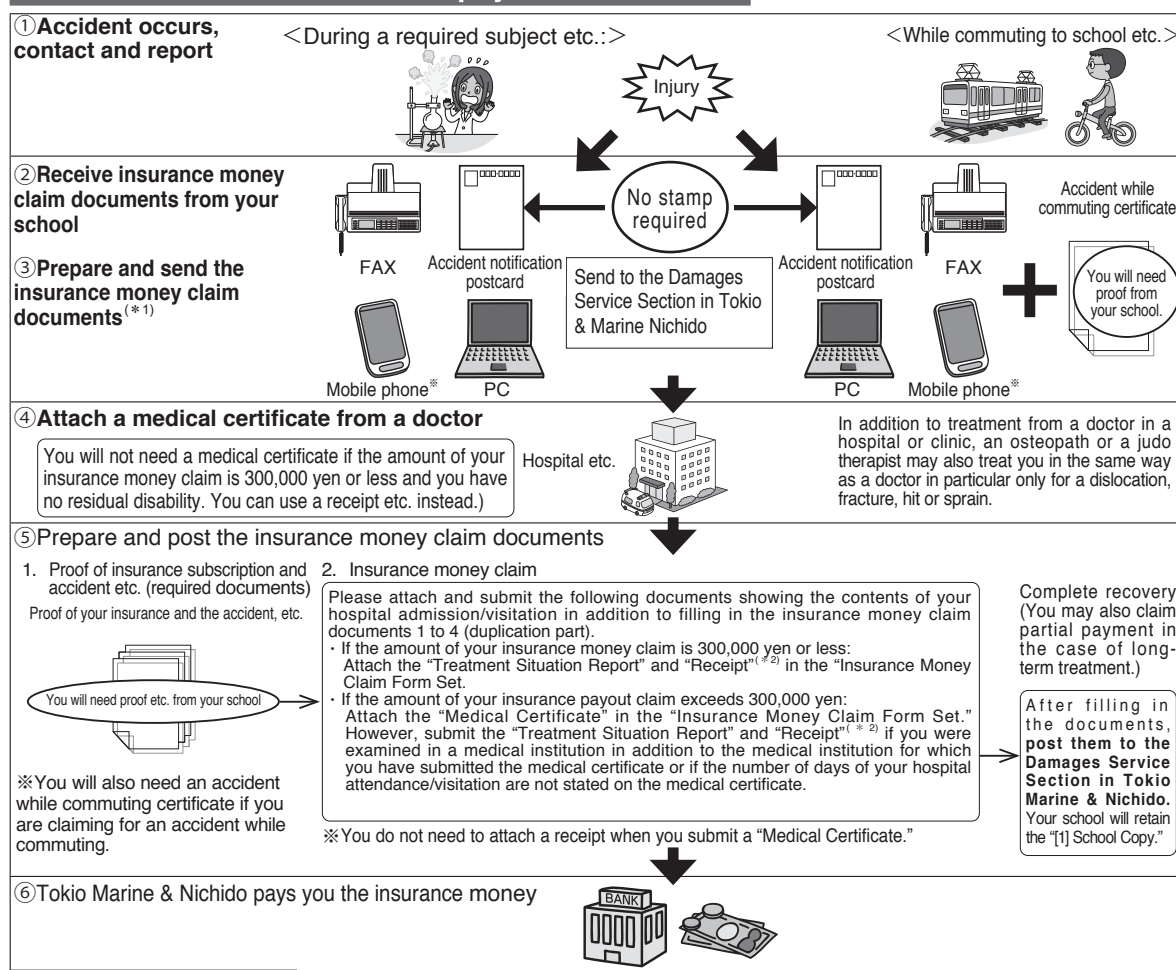 ①Accident occurs,
contact and report
＜During a required subject etc.:＞
Injury
＜While commuting to school etc.＞
②Receive insurance money
claim documents from your
school
③Prepare and send the
insurance money claim
documents(＊1)
FAX
Accident notification
postcard
Mobile phone※
PC
No stamp
required
Send to the Damages
Service Section in Tokio
& Marine Nichido
Accident notification
postcard
FAX
PC
Mobile phone※
Accident while
commuting certificate
You will need
proof from
your school.
④Attach a medical certificate from a doctor
You will not need a medical certificate if the amount of your
insurance money claim is 300,000 yen or less and you have
no residual disability. You can use a receipt etc. instead.)
Hospital etc.
In addition to treatment from a doctor in a
hospital or clinic, an osteopath or a judo
therapist may also treat you in the same way
as a doctor in particular only for a dislocation,
fracture, hit or sprain.
⑤Prepare and post the insurance money claim documents
1. Proof of insurance subscription and
accident etc. (required documents)
Proof of your insurance and the accident, etc.
You will need proof etc. from your school
※You will also need an accident
while commuting certificate if you
are claiming for an accident while
commuting.
2. Insurance money claim
Please attach and submit the following documents showing the contents of your
hospital admission/visitation in addition to filling in the insurance money claim
documents 1 to 4 (duplication part).
・If the amount of your insurance money claim is 300,000 yen or less:
Attach the “Treatment Situation Report” and “Receipt”(＊2) in the “Insurance Money
Claim Form Set.
・If the amount of your insurance payout claim exceeds 300,000 yen:
Attach the “Medical Certificate” in the “Insurance Money Claim Form Set.”
However, submit the “Treatment Situation Report” and “Receipt”(＊2) if you were
examined in a medical institution in addition to the medical institution for which
you have submitted the medical certificate or if the number of days of your hospital
attendance/visitation are not stated on the medical certificate.
※You do not need to attach a receipt when you submit a “Medical Certificate.”
Complete recovery
(You may also claim
partial payment in
the case of long-
term treatment.)
After filling in
the documents,
post them to the
Damages Service
Section in Tokio
Marine & Nichido.
Your school will retain
the “[1] School Copy.”
⑥Tokio Marine & Nichido pays you the insurance money
BANK